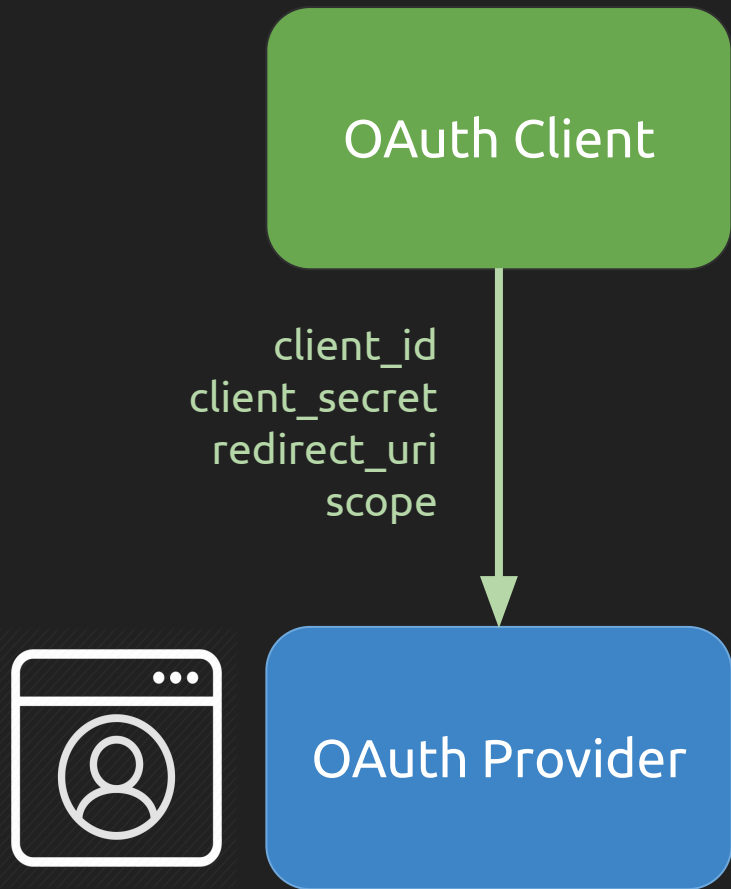 OAuth Client
client_id
client_secret
redirect_uri
scope
OAuth Provider